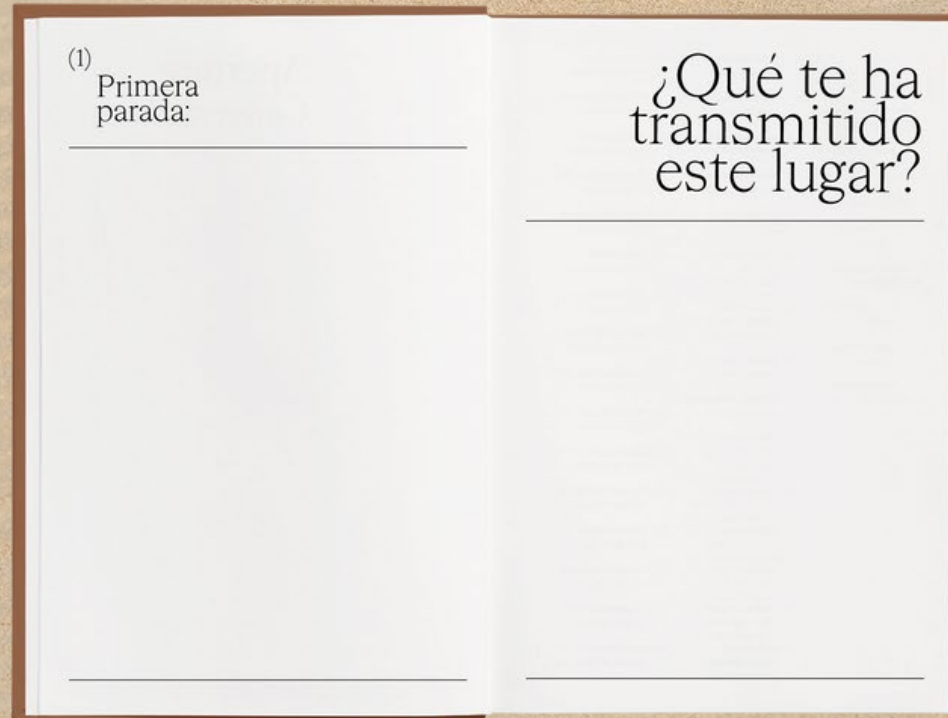 (1)
Primera
parada:
¿Qué te ha
transmitido
este lugar?